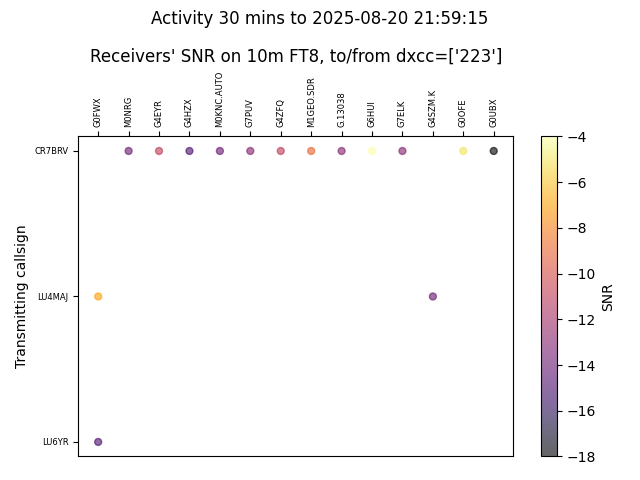 Activity 30 mins to 2025-08-20 21:59:15
Receivers' SNR on 10m FT8, to/from dxcc=['223']
G0FWX
M0NRG
G4EYR
G4HZX
M0KNC.AUTO
G7PUV
G4ZFQ
M1GEO.SDR
G.13038
G6HUI
G7ELK
G4SZM.K
G0OFE
G0UBX
CR7BRV
LU4MAJ
LU6YR
Transmitting callsign
−4
−6
−8
−10
−12
−14
−16
−18
SNR